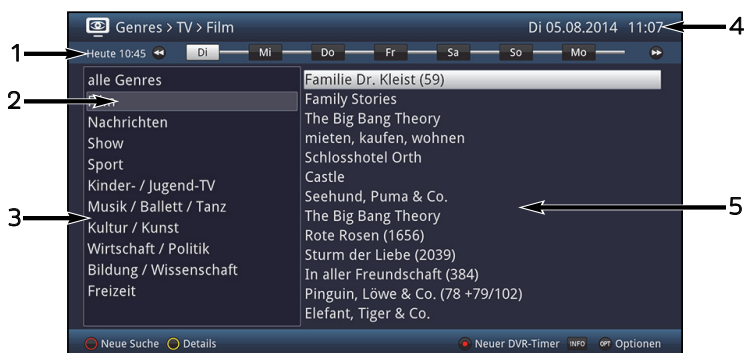 Genres > TV > Film
Di 05.08.2014 11:07
4
1
Heute 10:45 Di Mi Do Fr Sa So Mo
2
3
alle Genres
Nachrichten
Show
Sport
Kinder- / Jugend-TV
Musik / Ballett / Tanz
Kultur / Kunst
Wirtschaft / Politik
Bildung / Wissenschaft
Freizeit
Familie Dr. Kleist (59)
Family Stories
The Big Bang Theory
mieten, kaufen, wohnen
Schlosshotel Orth
Castle
Seehund, Puma & Co.
The Big Bang Theory
Rote Rosen (1656)
Sturm der Liebe (2039)
In aller Freundschaft (384)
Pinguin, Löwe & Co. (78 +79/102)
Elefant, Tiger & Co.
5
Neue Suche Details
Neuer DVR-Timer INFO OPT Optionen